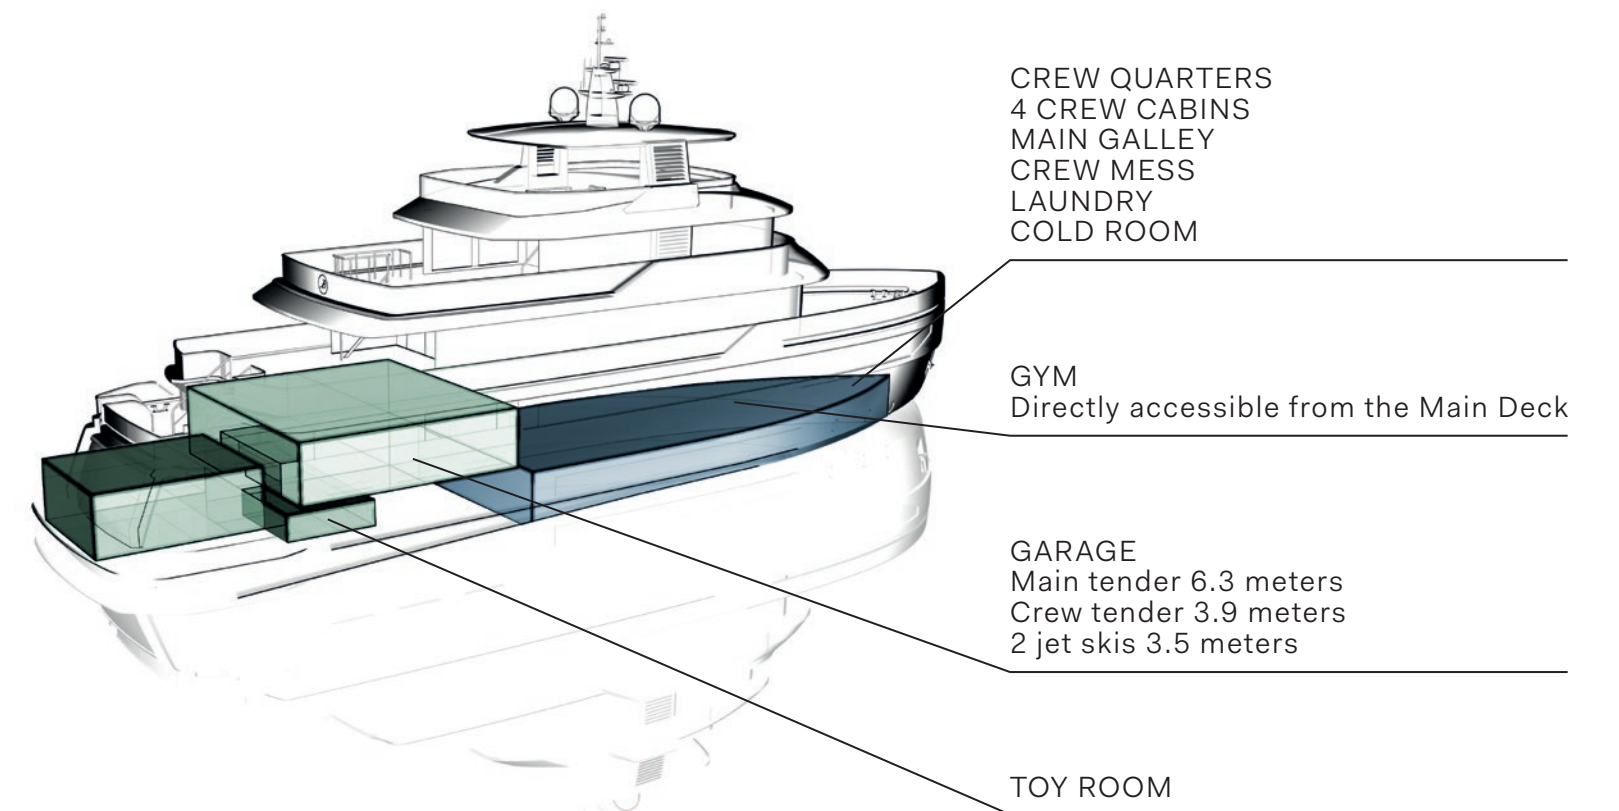 CREW QUARTERS
4 CREW CABINS
MAIN GALLEY
CREW MESS
LAUNDRY
COLD ROOM
GYM
Directly accessible from the Main Deck
GARAGE
Main tender 6.3 meters
Crew tender 3.9 meters
2 jet skis 3.5 meters
TOY ROOM